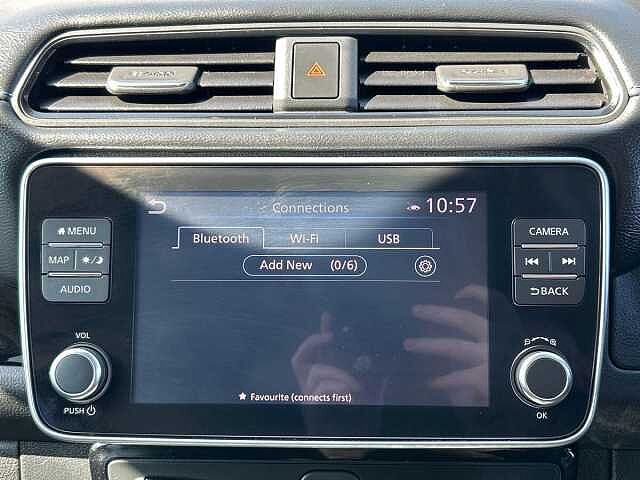 Connections
10:57
Bluetooth Wi-Fi USB
Add New (0/6)
★ Favourite (connects first)
MENU
MAP
AUDIO
VOL
PUSH
CAMERA
BACK
OK